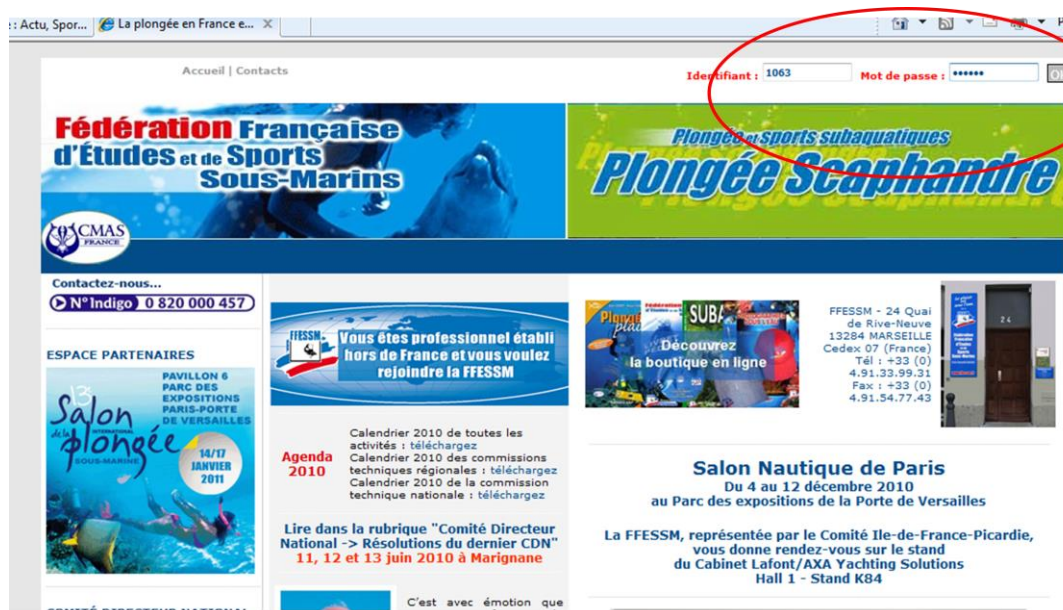 : Actu, Spor...
La plongée en France e... X
Accueil | Contacts
Identifiant : 1063
Mot de passe : ••••••
Fédération Française
d'Études et de Sports
Sous-Marins
Plongée et sports subaquatiques
Plongée Scaphandre
CMAS
FRANCE
Contactez-nous...
N° Indigo 0 820 000 457
ESPACE PARTENAIRES
PAVILLON 6
PARC DES
EXPOSITIONS
PARIS-PORTE
DE VERSAILLES
13e
Salon
de la plongée
INTERNATIONAL
SOUS-MARINE
14/17
JANVIER
2011
FFESSM
Vous êtes professionnel établi
hors de France et vous voulez
rejoindre la FFESSM
Agenda
2010
Calendrier 2010 de toutes les
activités : téléchargez
Calendrier 2010 des commissions
techniques régionales : téléchargez
Calendrier 2010 de la commission
technique nationale : téléchargez
Lire dans la rubrique "Comité Directeur
National -> Résolutions du dernier CDN"
11, 12 et 13 juin 2010 à Marignane
C'est avec émotion que
Découvrez
la boutique en ligne
FFESSM - 24 Quai
de Rive-Neuve
13284 MARSEILLE
Cedex 07 (France)
Tél : +33 (0)
4.91.33.99.31
Fax : +33 (0)
4.91.54.77.43
24
Salon Nautique de Paris
Du 4 au 12 décembre 2010
au Parc des expositions de la Porte de Versailles
La FFESSM, représentée par le Comité Ile-de-France-Picardie,
vous donne rendez-vous sur le stand
du Cabinet Lafont/AXA Yachting Solutions
Hall 1 - Stand K84